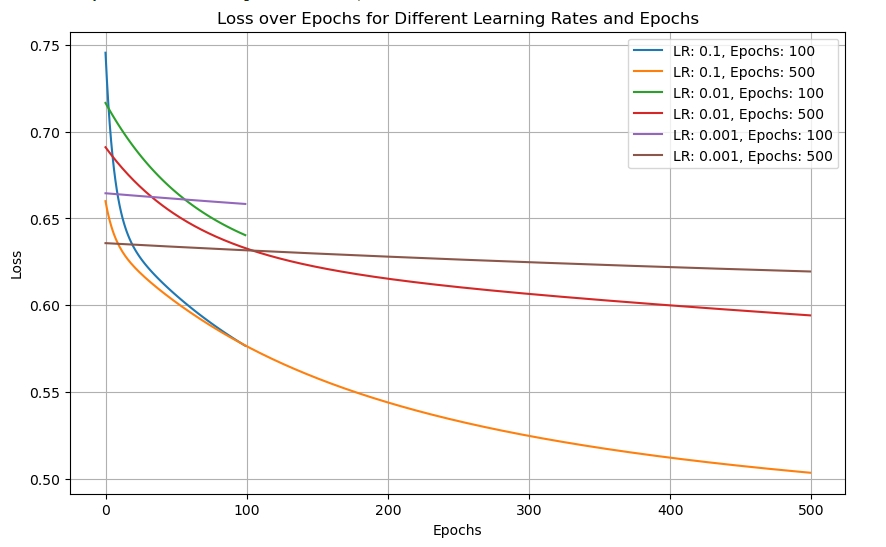 Loss over Epochs for Different Learning Rates and Epochs
LR: 0.1, Epochs: 100
LR: 0.1, Epochs: 500
LR: 0.01, Epochs: 100
LR: 0.01, Epochs: 500
LR: 0.001, Epochs: 100
LR: 0.001, Epochs: 500
0.75
0.70
0.65
0.60
0.55
0.50
Loss
0 100 200 300 400 500
Epochs